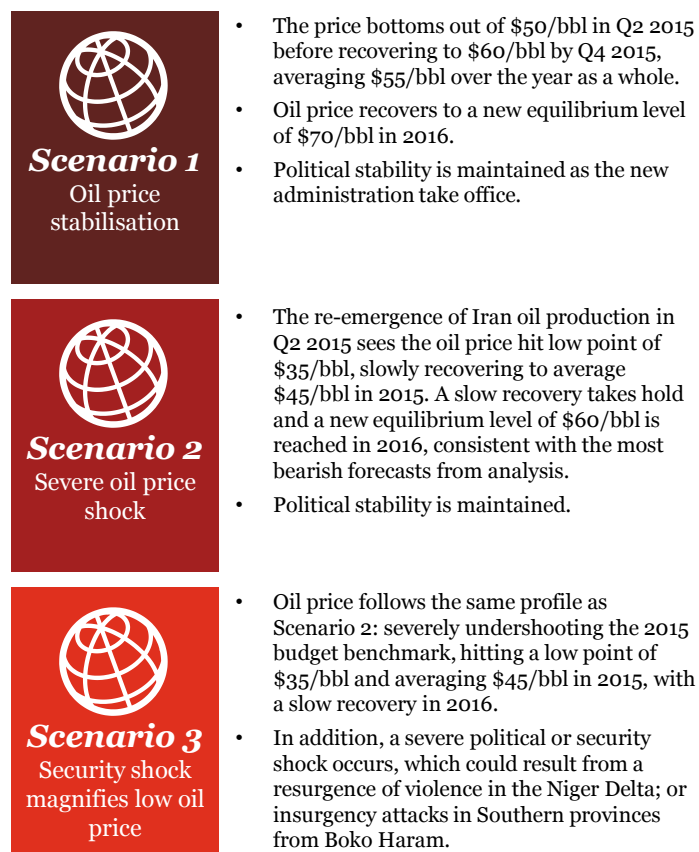 Scenario 1
Oil price
stabilisation
• The price bottoms out of $50/bbl in Q2 2015
before recovering to $60/bbl by Q4 2015,
averaging $55/bbl over the year as a whole.
• Oil price recovers to a new equilibrium level
of $70/bbl in 2016.
• Political stability is maintained as the new
administration take office.
Scenario 2
Severe oil price
shock
• The re-emergence of Iran oil production in
Q2 2015 sees the oil price hit low point of
$35/bbl, slowly recovering to average
$45/bbl in 2015. A slow recovery takes hold
and a new equilibrium level of $60/bbl is
reached in 2016, consistent with the most
bearish forecasts from analysis.
• Political stability is maintained.
Scenario 3
Security shock
magnifies low oil
price
• Oil price follows the same profile as
Scenario 2: severely undershooting the 2015
budget benchmark, hitting a low point of
$35/bbl and averaging $45/bbl in 2015, with
a slow recovery in 2016.
• In addition, a severe political or security
shock occurs, which could result from a
resurgence of violence in the Niger Delta; or
insurgency attacks in Southern provinces
from Boko Haram.